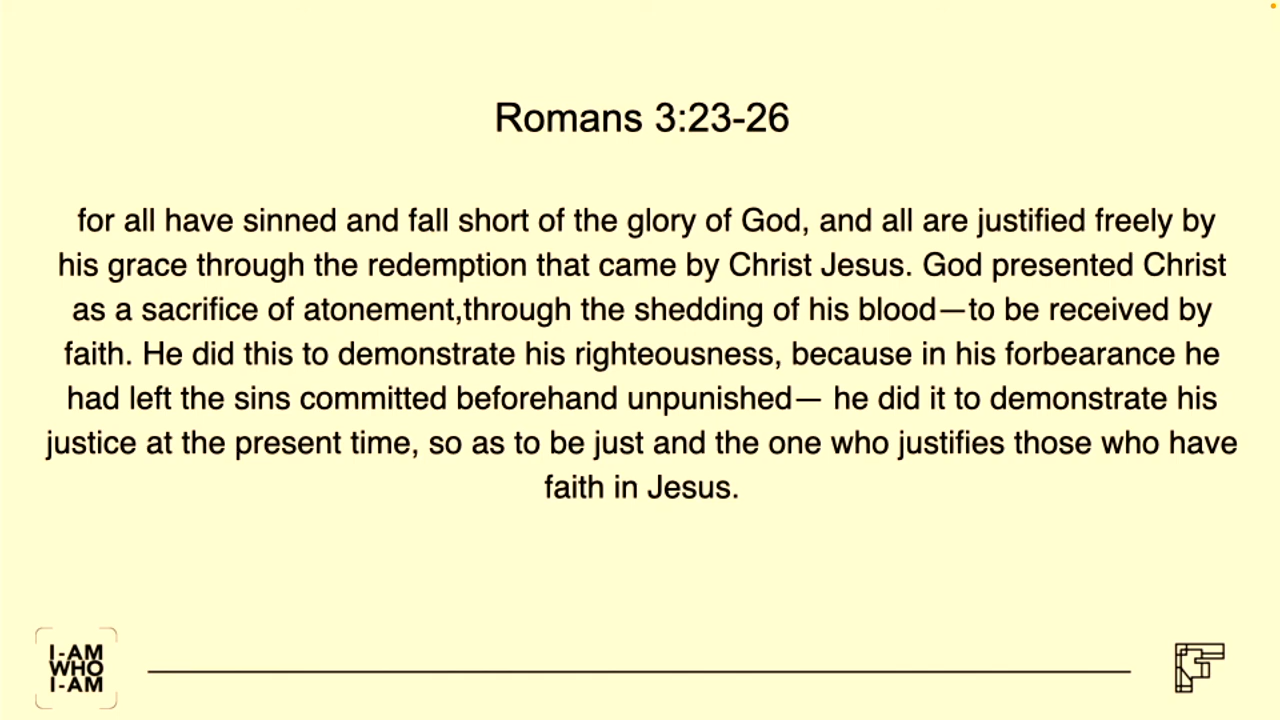 Romans 3:23-26
for all have sinned and fall short of the glory of God, and all are justified freely by
his grace through the redemption that came by Christ Jesus. God presented Christ
as a sacrifice of atonement,through the shedding of his blood—to be received by
faith. He did this to demonstrate his righteousness, because in his forbearance he
had left the sins committed beforehand unpunished— he did it to demonstrate his
justice at the present time, so as to be just and the one who justifies those who have
faith in Jesus.
I-AM
WHO
I-AM